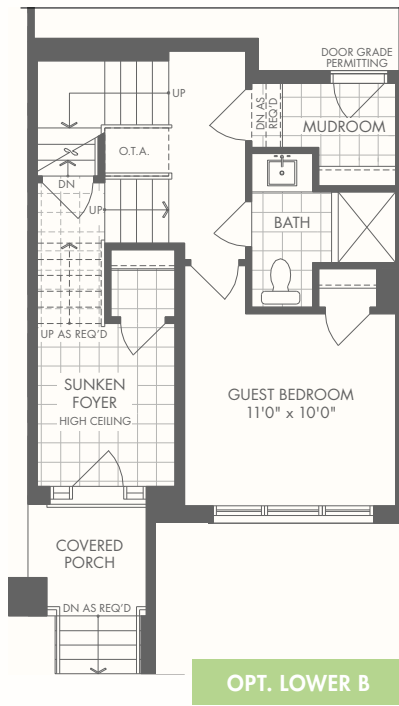 DOOR GRADE
PERMITTING
UP
DN AS
REQ'D
MUDROOM
O.T.A.
DN
UP
BATH
UP AS REQ'D
SUNKEN
FOYER
HIGH CEILING
GUEST BEDROOM
11'0" x 10'0"
COVERED
PORCH
DN AS REQ'D
OPT. LOWER B